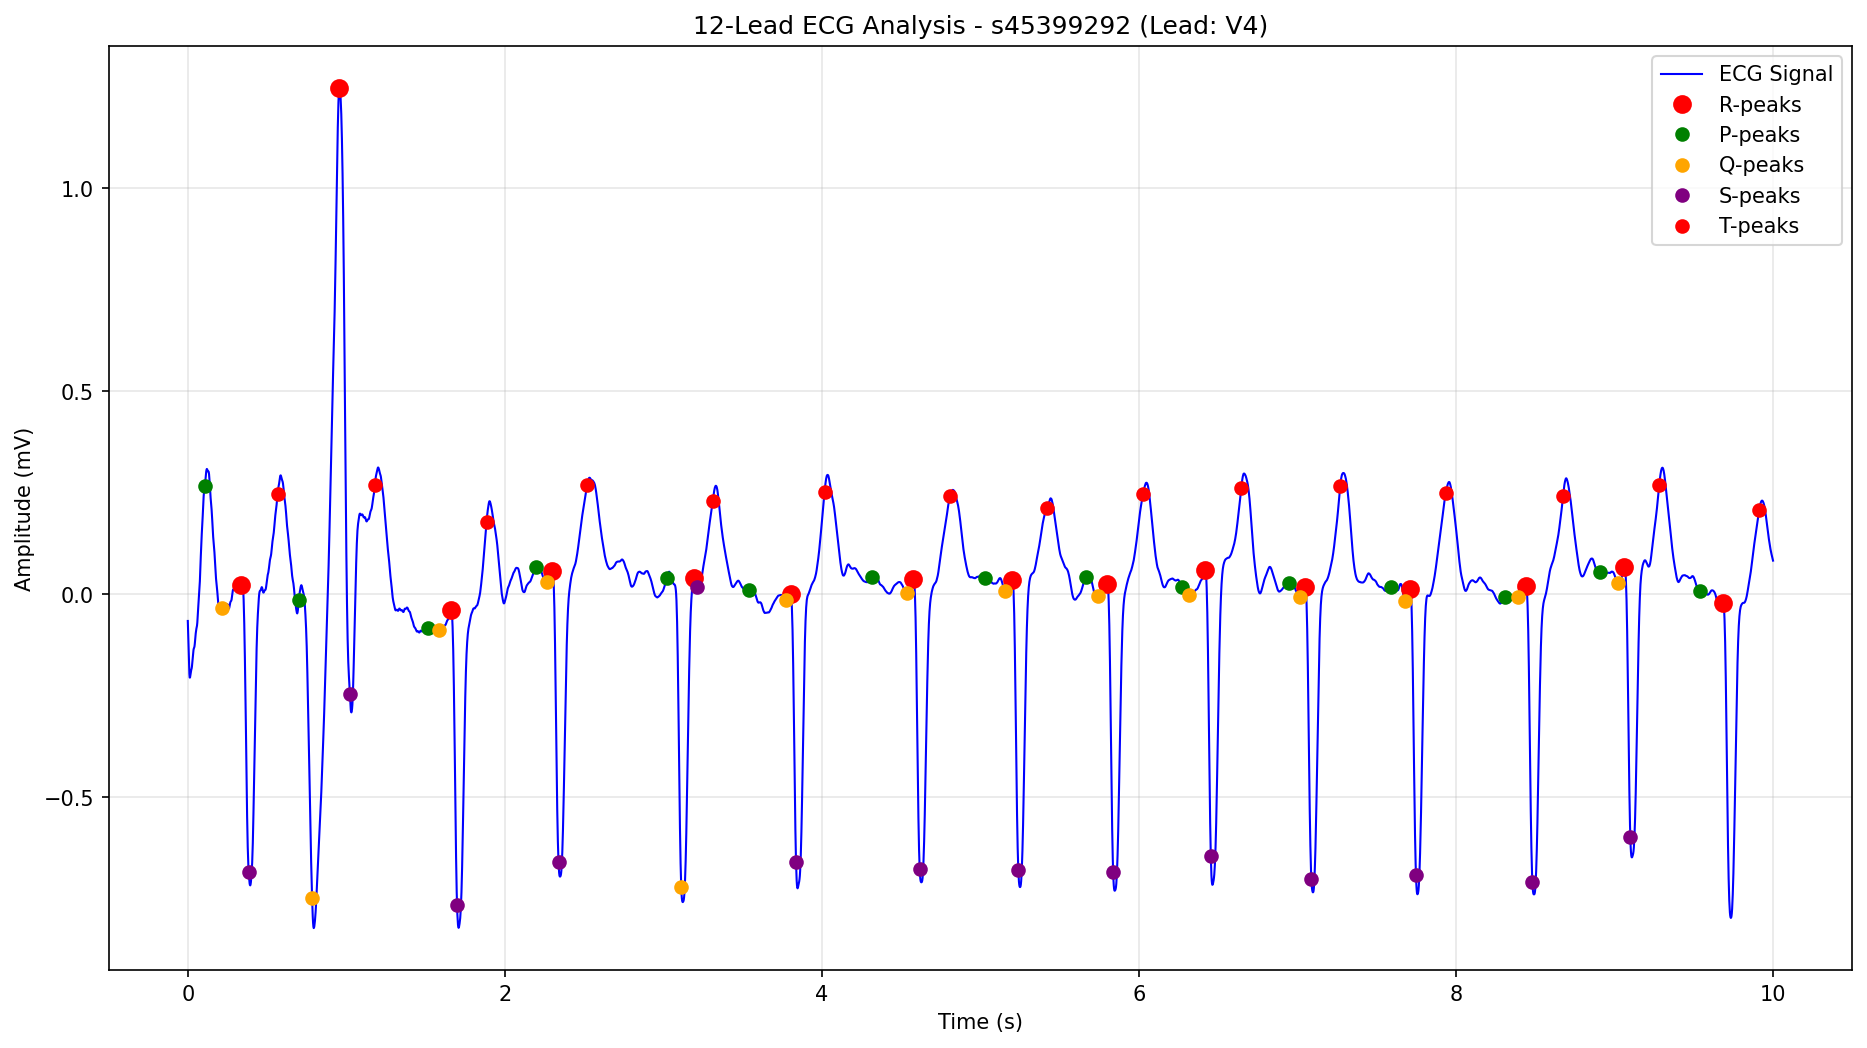 12-Lead ECG Analysis - s45399292 (Lead: V4)
ECG Signal
R-peaks
P-peaks
Q-peaks
S-peaks
T-peaks
Amplitude (mV)
1.0
0.5
0.0
−0.5
0
2
4
6
8
10
Time (s)